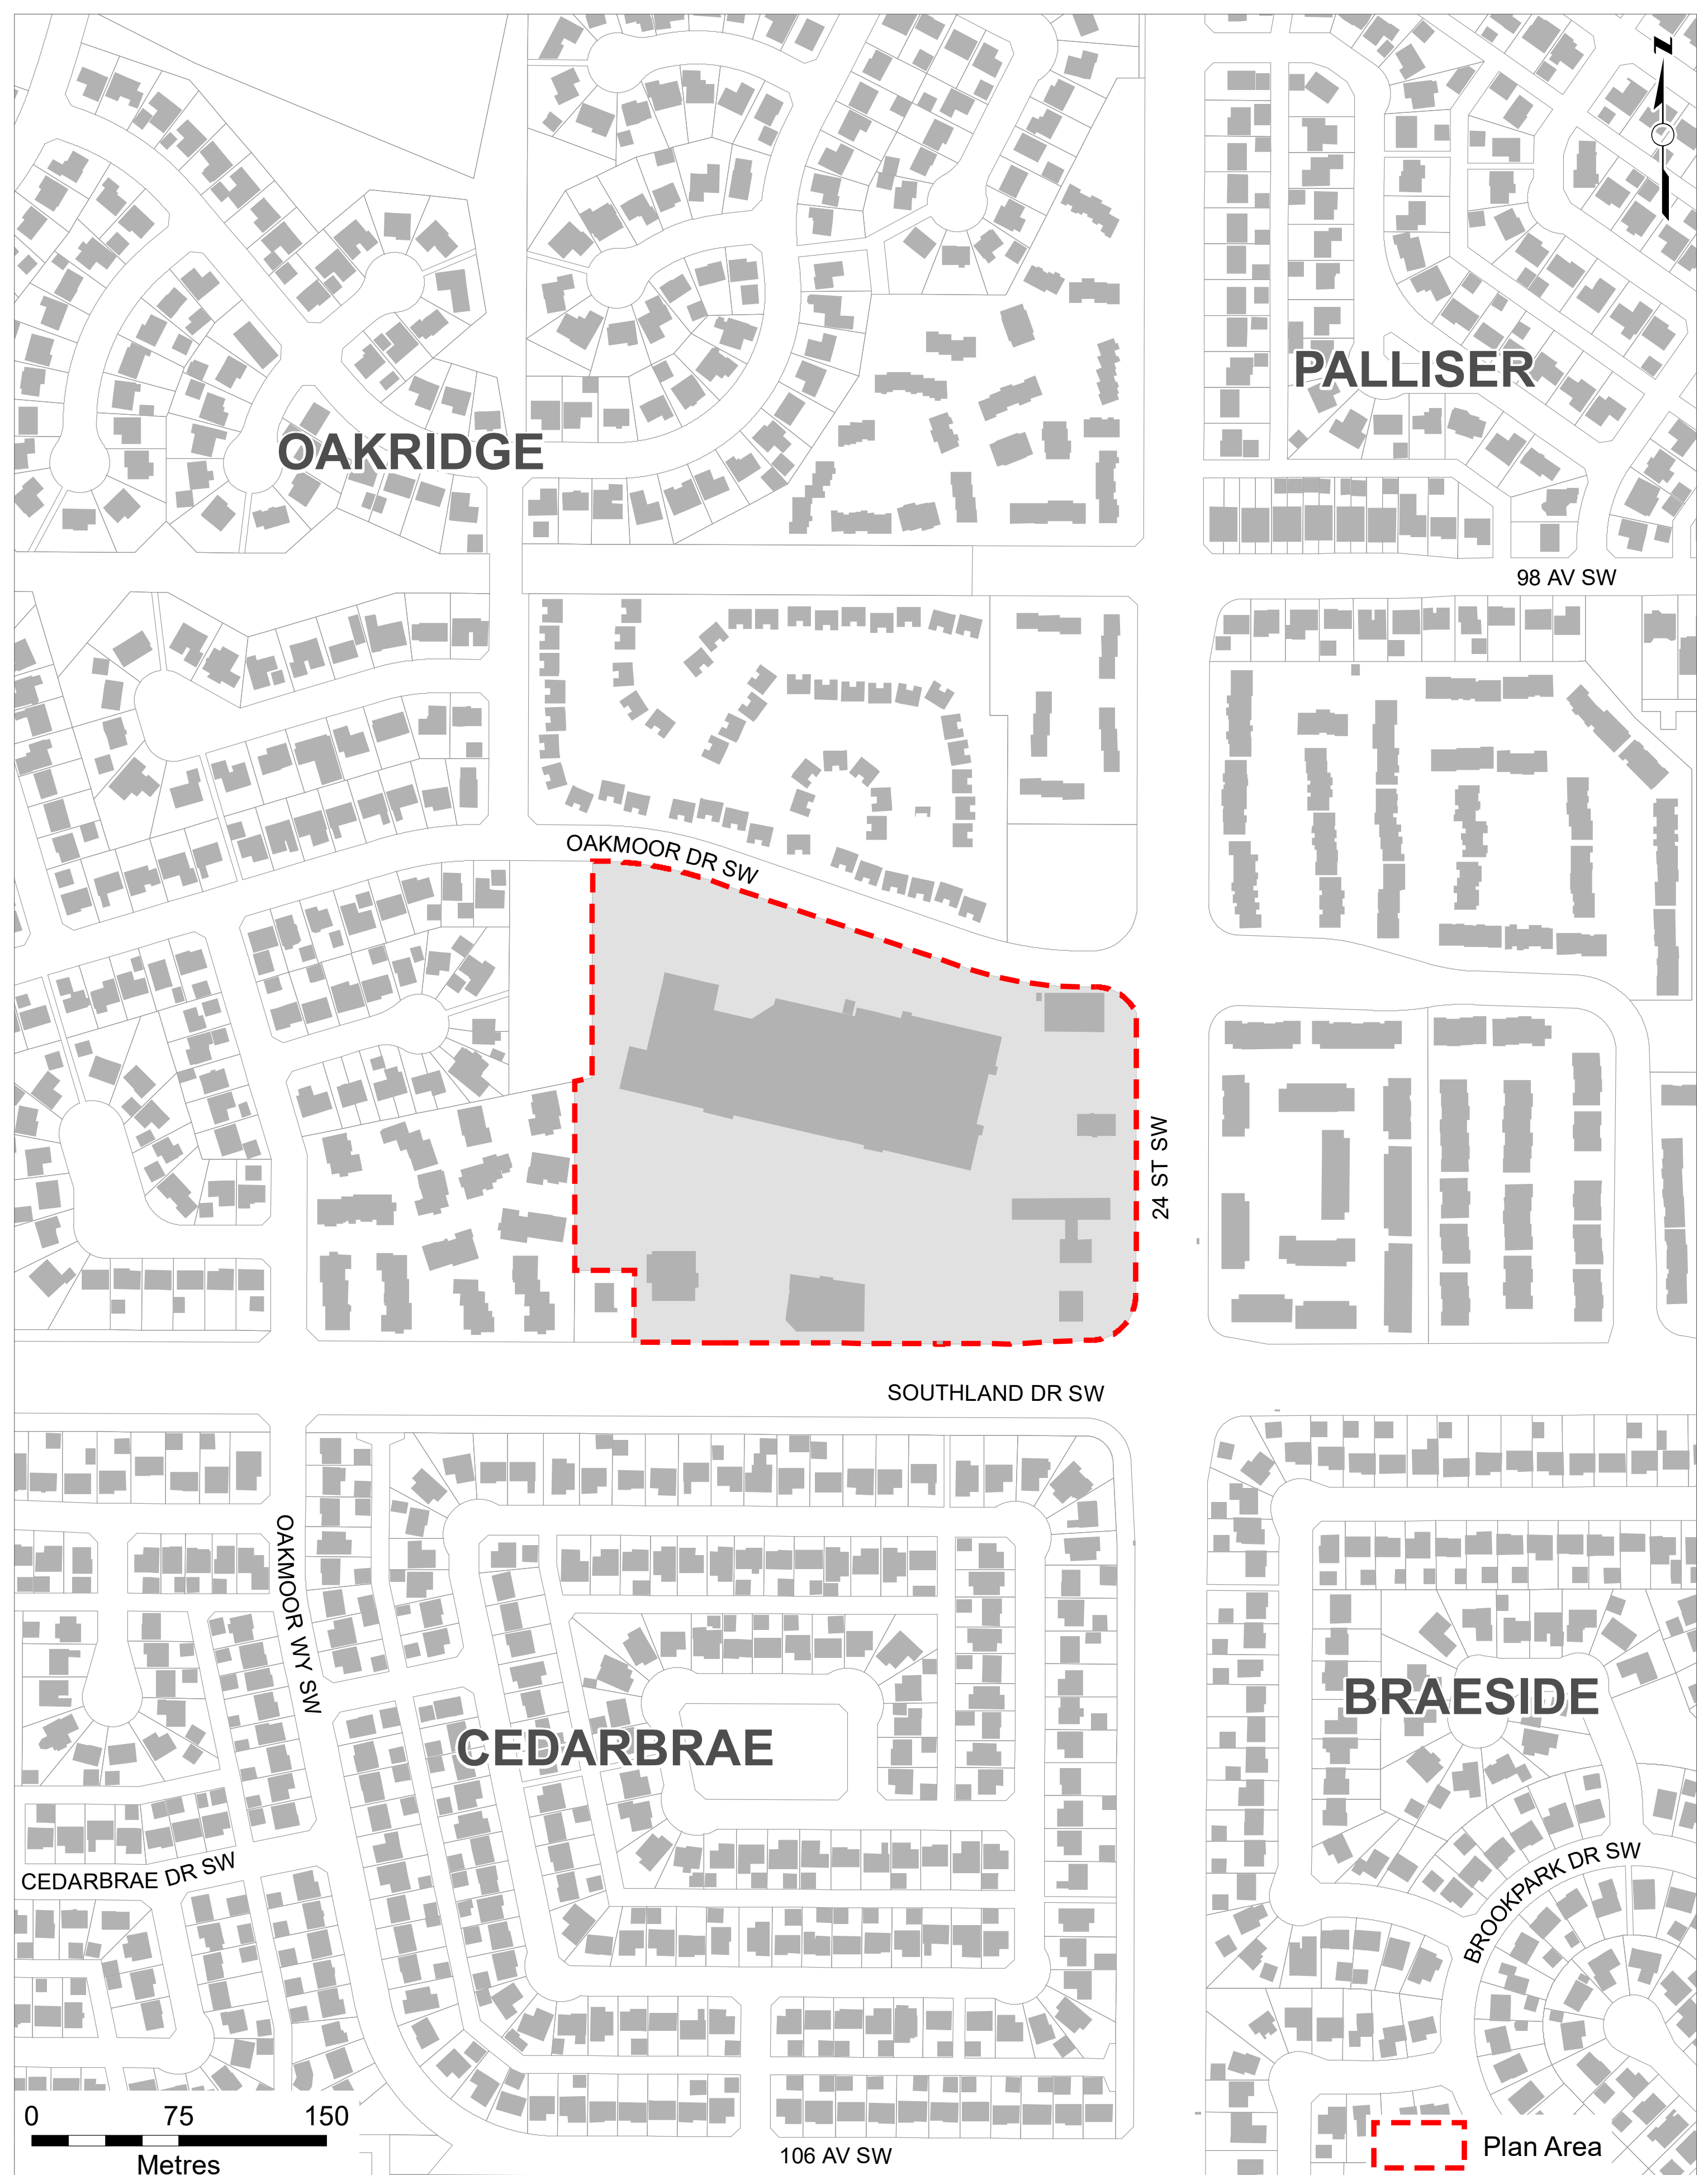 N
PALLISER
OAKRIDGE
98 AV SW
OAKMOOR DR SW
24 ST SW
SOUTHLAND DR SW
OAKMOOR WY SW
BRAESIDE
CEDARBRAE
CEDARBRAE DR SW
BROOKPARK DR SW
0 75 150
Metres
106 AV SW
Plan Area